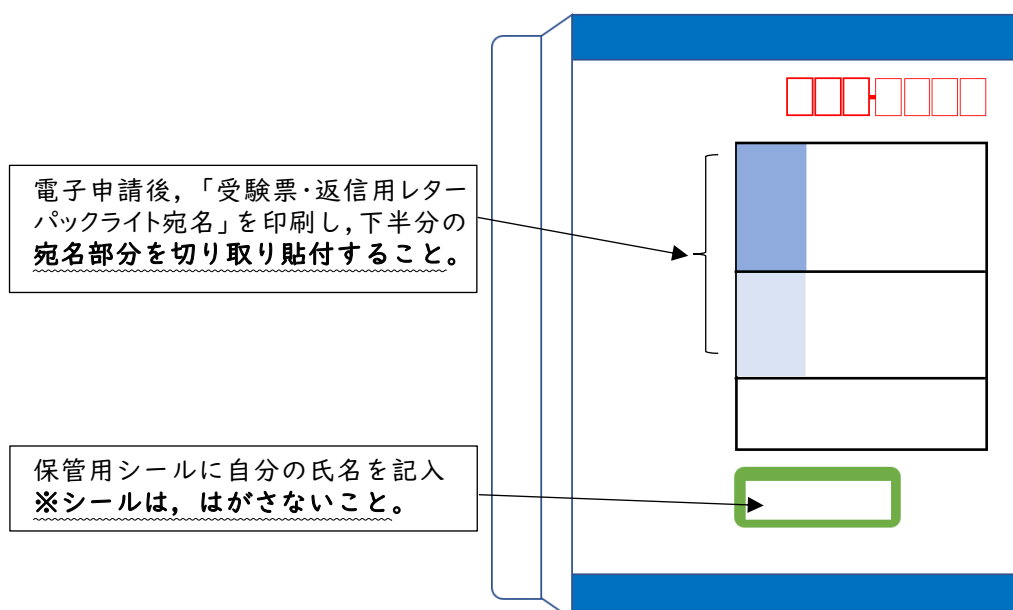 電子申請後，「受験票・返信用レター
パックライト宛名」を印刷し，下半分の
宛名部分を切り取り貼付すること。
保管用シールに自分の氏名を記入
※シールは，はがさないこと。